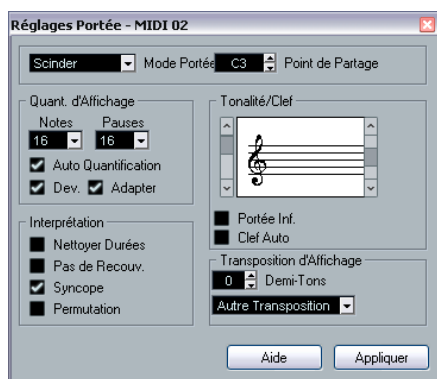 Réglages Portée - MIDI 02
Scinder Mode Portée C3 Point de Partage
Quant. d'Affichage
Notes Pauses
16 16
Auto Quantification
Dev. Adapter
Interprétation
Nettoyer Durées
Pas de Recouv.
Syncope
Permutation
Tonalité/Clef
Portée Inf.
Clef Auto
Transposition d'Affichage
0 Demi-Tons
Autre Transposition
Aide Appliquer